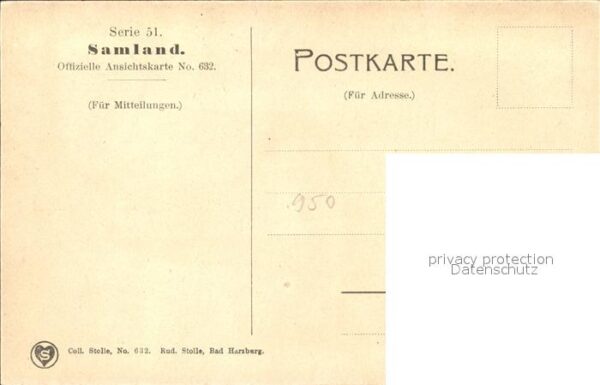 Serie 51.
Samland.
Offizielle Ansichtskarte No. 632.
(Für Mitteilungen.)
POSTKARTE.
(Für Adresse.)
950
privacy protection
Datenschutz
S
Coll. Stolle, No. 632. Rud. Stolle, Bad Harzburg.